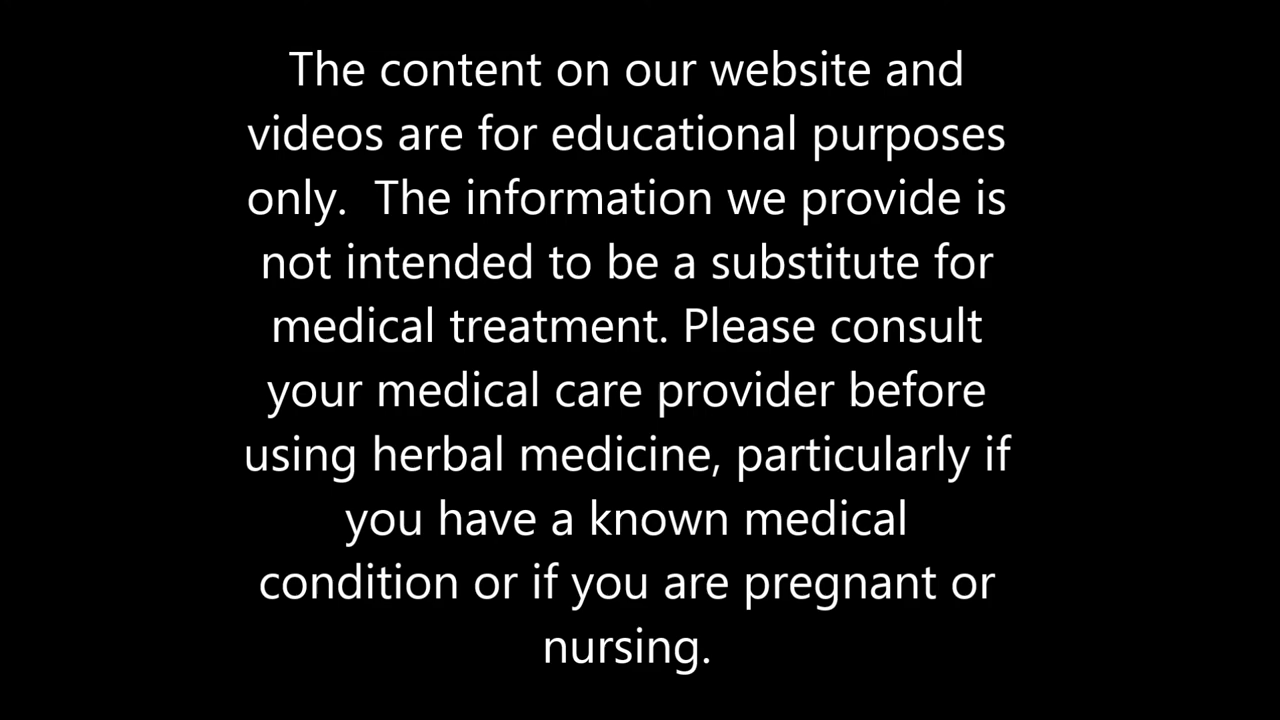 The content on our website and
videos are for educational purposes
only.  The information we provide is
not intended to be a substitute for
medical treatment. Please consult
your medical care provider before
using herbal medicine, particularly if
you have a known medical
condition or if you are pregnant or
nursing.